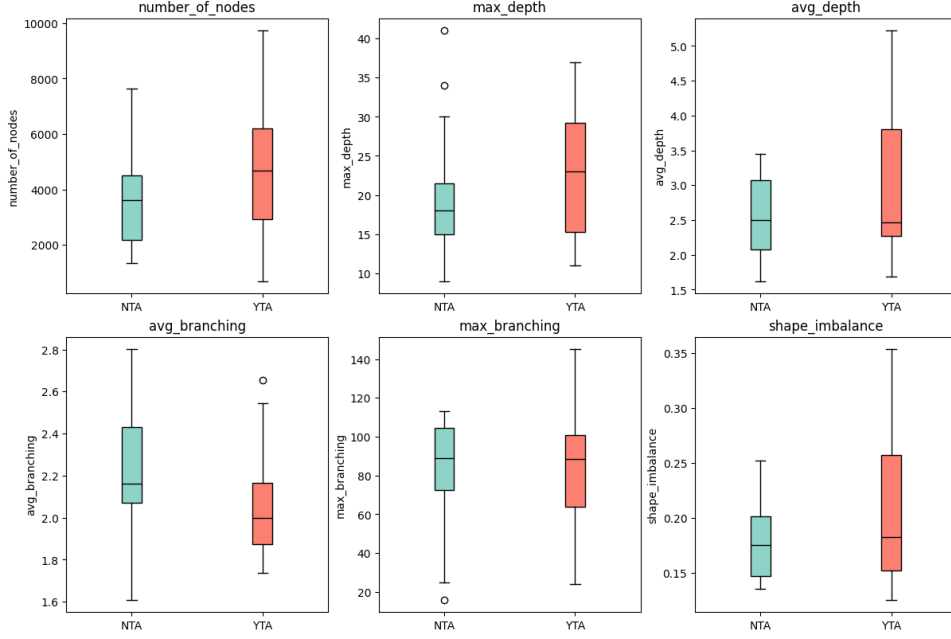 number_of_nodes
number_of_nodes
10000
8000
6000
4000
2000
NTA
YTA
max_depth
max_depth
40
35
30
25
20
15
10
NTA
YTA
avg_depth
avg_depth
5.0
4.5
4.0
3.5
3.0
2.5
2.0
1.5
NTA
YTA
avg_branching
avg_branching
2.8
2.6
2.4
2.2
2.0
1.8
1.6
NTA
YTA
max_branching
max_branching
140
120
100
80
60
40
20
NTA
YTA
shape_imbalance
shape_imbalance
0.35
0.30
0.25
0.20
0.15
NTA
YTA